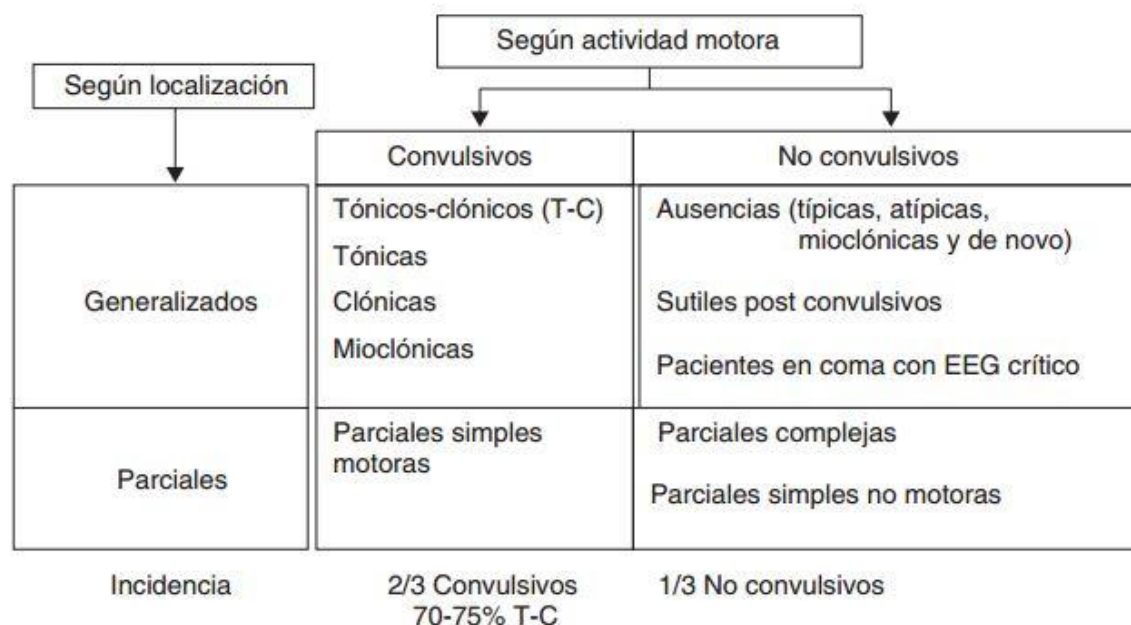 Según actividad motora
Según localización
Convulsivos
No convulsivos
Generalizados
Tónicos-clónicos (T-C)
Tónicas
Clónicas
Mioclónicas
Ausencias (típicas, atípicas,
mioclónicas y de novo)
Sutiles post convulsivos
Pacientes en coma con EEG crítico
Parciales
Parciales simples
motoras
Parciales complejas
Parciales simples no motoras
Incidencia
2/3 Convulsivos
70-75% T-C
1/3 No convulsivos